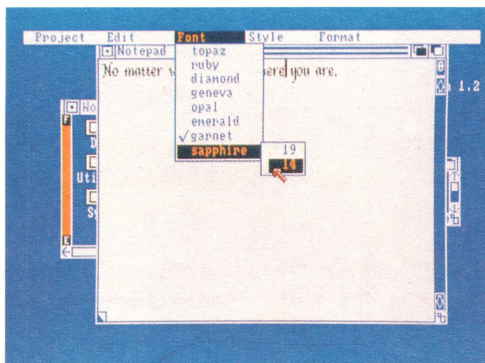 Project Edit Font Style Format
Notepad
topaz
No matter you are.
ruby
diamond
1.2
geneva
opal
emerald
✓garnet
sapphire 19
14
Uti